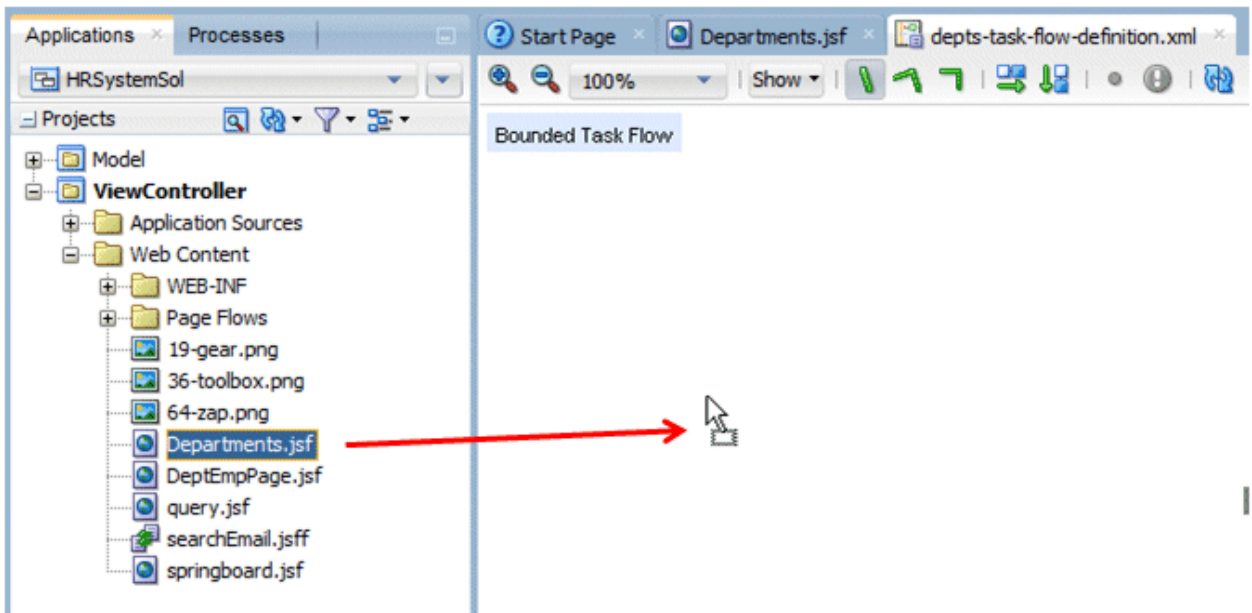 Applications Processes
Start Page Departments.jsf depts-task-flow-definition.xml
HRSystemSol
100% Show
Projects
Bounded Task Flow
Model
ViewController
Application Sources
Web Content
WEB-INF
Page Flows
19-gear.png
36-toolbox.png
64-zap.png
Departments.jsf
DeptEmpPage.jsf
query.jsf
searchEmail.jsff
springboard.jsf